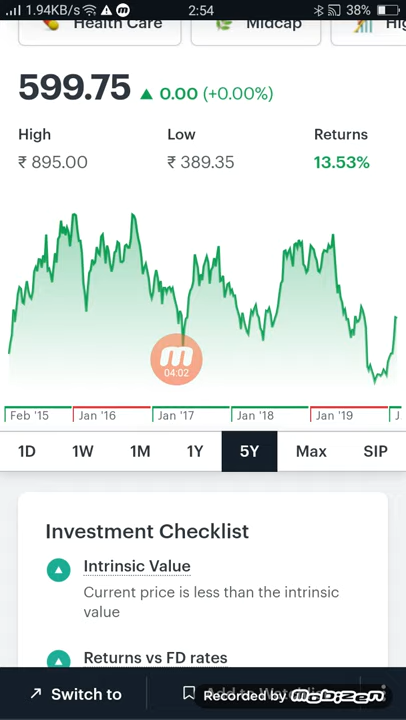 1.94KB/s 2:54 38%
Health Care Midcap
599.75 ▲ 0.00 (+0.00%)
High Low Returns
₹ 895.00 ₹ 389.35 13.53%
m
04:02
Feb '15 Jan '16 Jan '17 Jan '18 Jan '19 J
1D 1W 1M 1Y 5Y Max SIP
Investment Checklist
Intrinsic Value
Current price is less than the intrinsic
value
Returns vs FD rates
Switch to
Recorded by mobizen